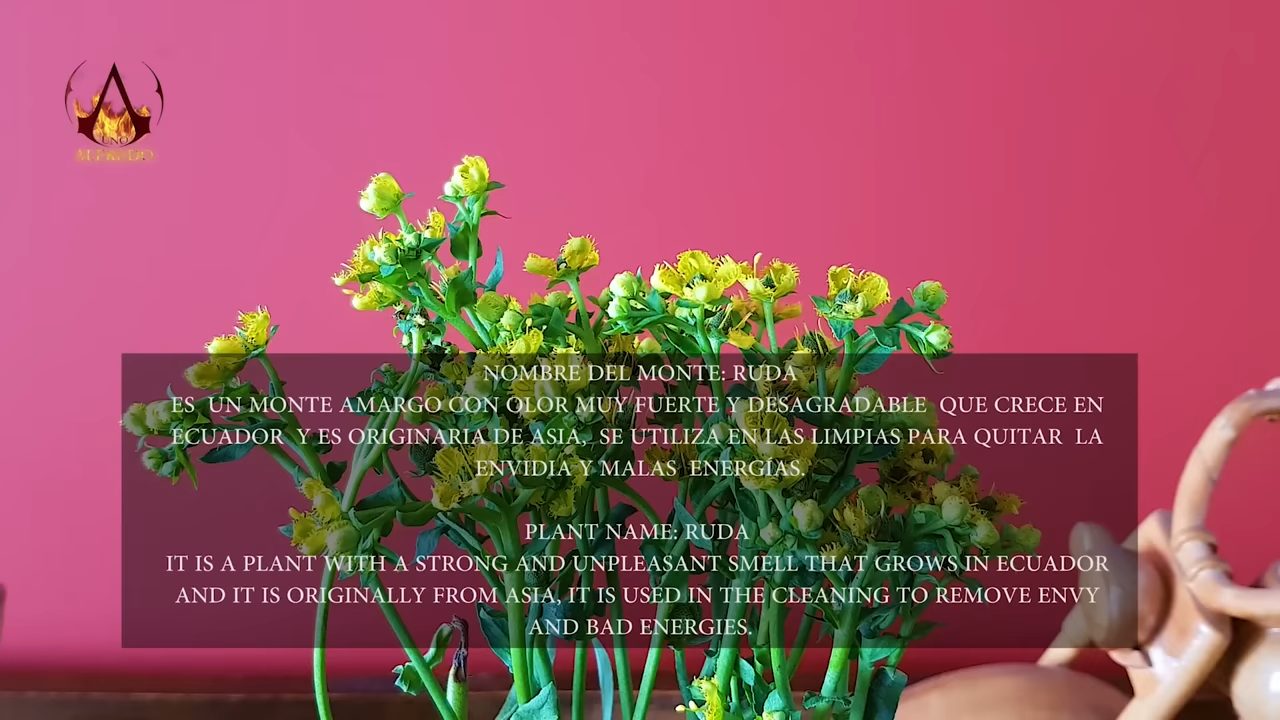 UNO
ALFREDO
NOMBRE DEL MONTE: RUDA
ES UN MONTE AMARGO CON OLOR MUY FUERTE Y DESAGRADABLE QUE CRECE EN
ECUADOR Y ES ORIGINARIA DE ASIA, SE UTILIZA EN LAS LIMPIAS PARA QUITAR LA
ENVIDIA Y MALAS ENERGÍAS.
PLANT NAME: RUDA
IT IS A PLANT WITH A STRONG AND UNPLEASANT SMELL THAT GROWS IN ECUADOR
AND IT IS ORIGINALLY FROM ASIA, IT IS USED IN THE CLEANING TO REMOVE ENVY
AND BAD ENERGIES.